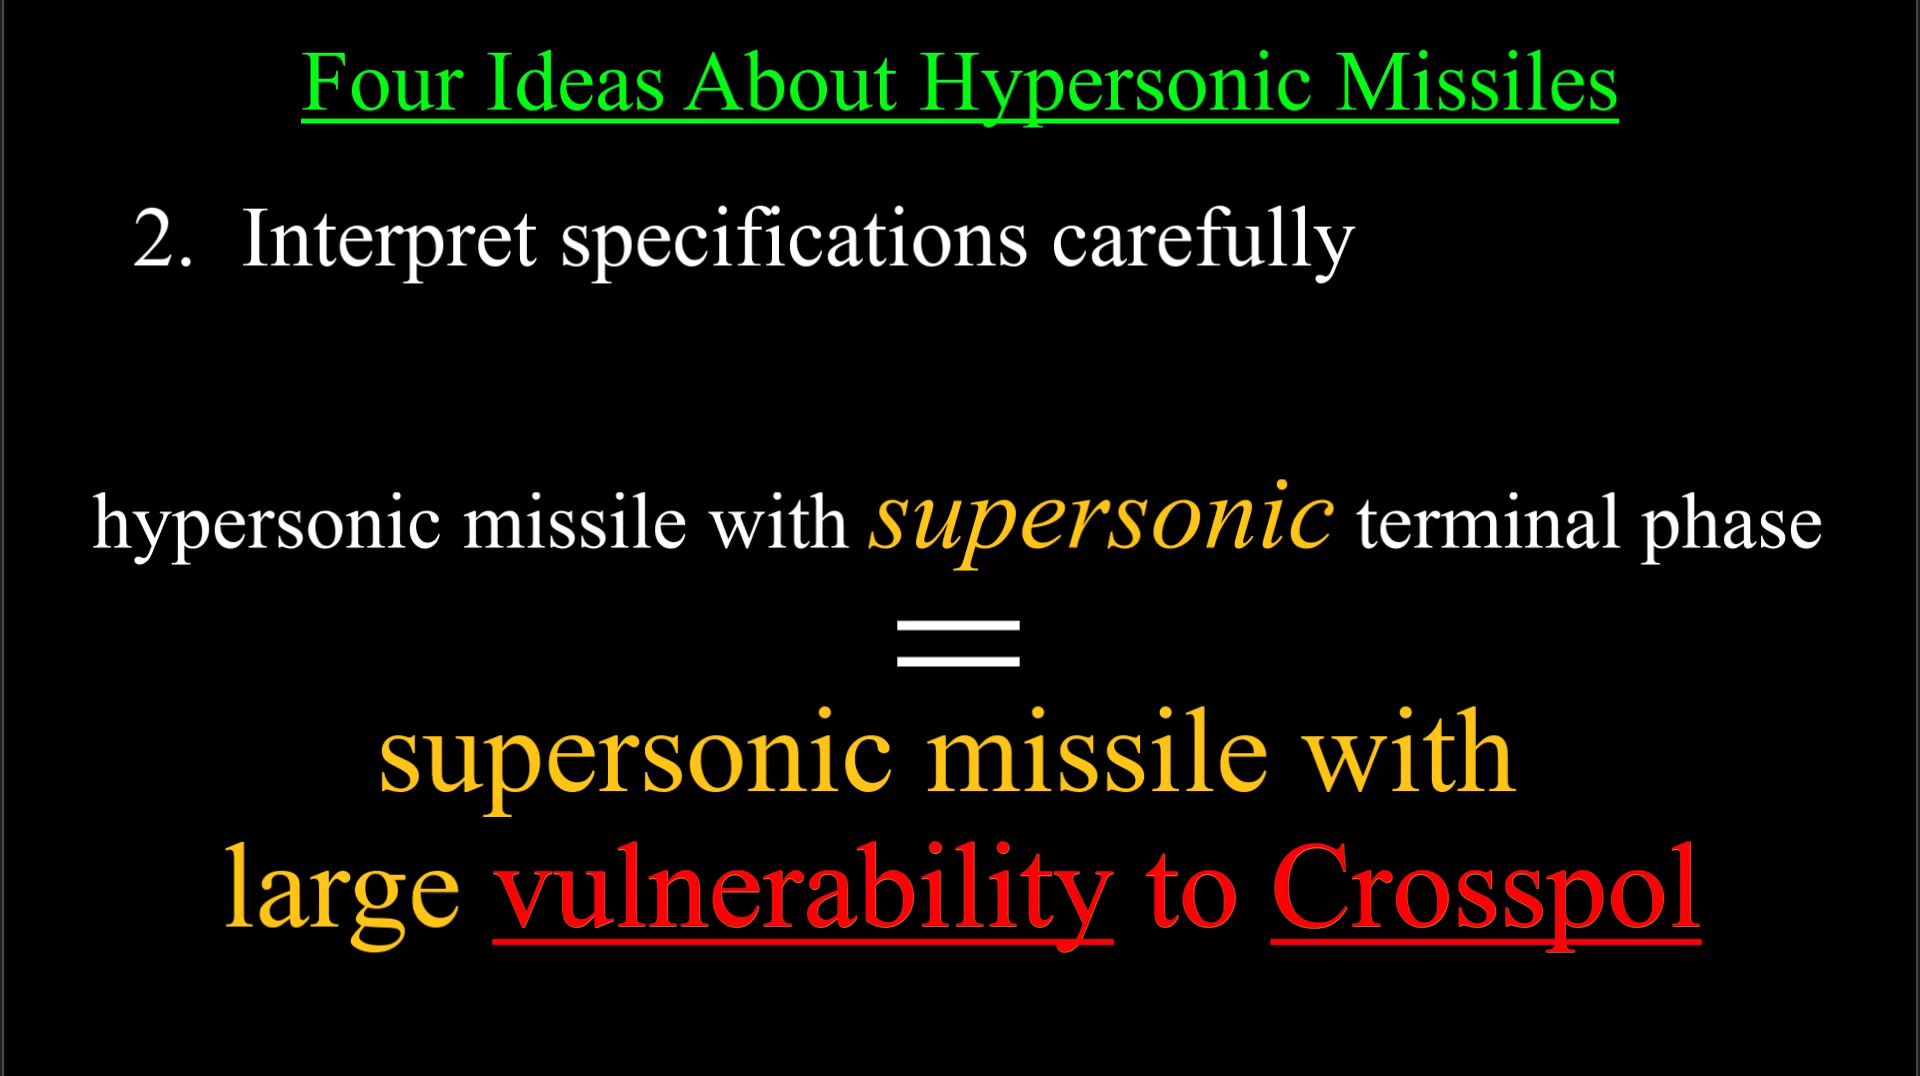 Four Ideas About Hypersonic Missiles
2. Interpret specifications carefully
hypersonic missile with supersonic terminal phase
=
supersonic missile with
large vulnerability to Crosspol